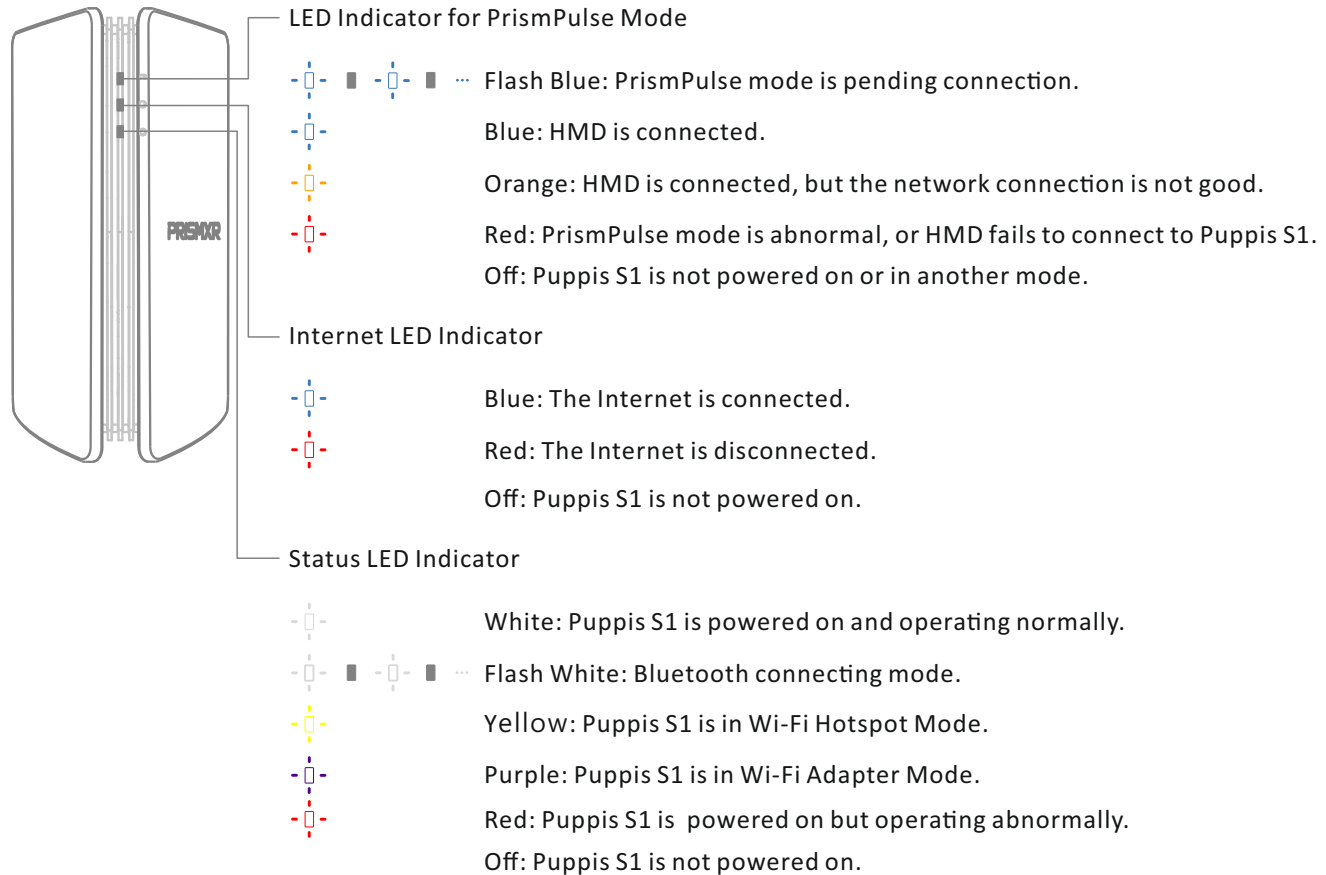 LED Indicator for PrismPulse Mode
... Flash Blue: PrismPulse mode is pending connection.
Blue: HMD is connected.
Orange: HMD is connected, but the network connection is not good.
Red: PrismPulse mode is abnormal, or HMD fails to connect to Puppis S1.
Off: Puppis S1 is not powered on or in another mode.
PRISMXR
Internet LED Indicator
Blue: The Internet is connected.
Red: The Internet is disconnected.
Off: Puppis S1 is not powered on.
Status LED Indicator
White: Puppis S1 is powered on and operating normally.
... Flash White: Bluetooth connecting mode.
Yellow: Puppis S1 is in Wi-Fi Hotspot Mode.
Purple: Puppis S1 is in Wi-Fi Adapter Mode.
Red: Puppis S1 is powered on but operating abnormally.
Off: Puppis S1 is not powered on.